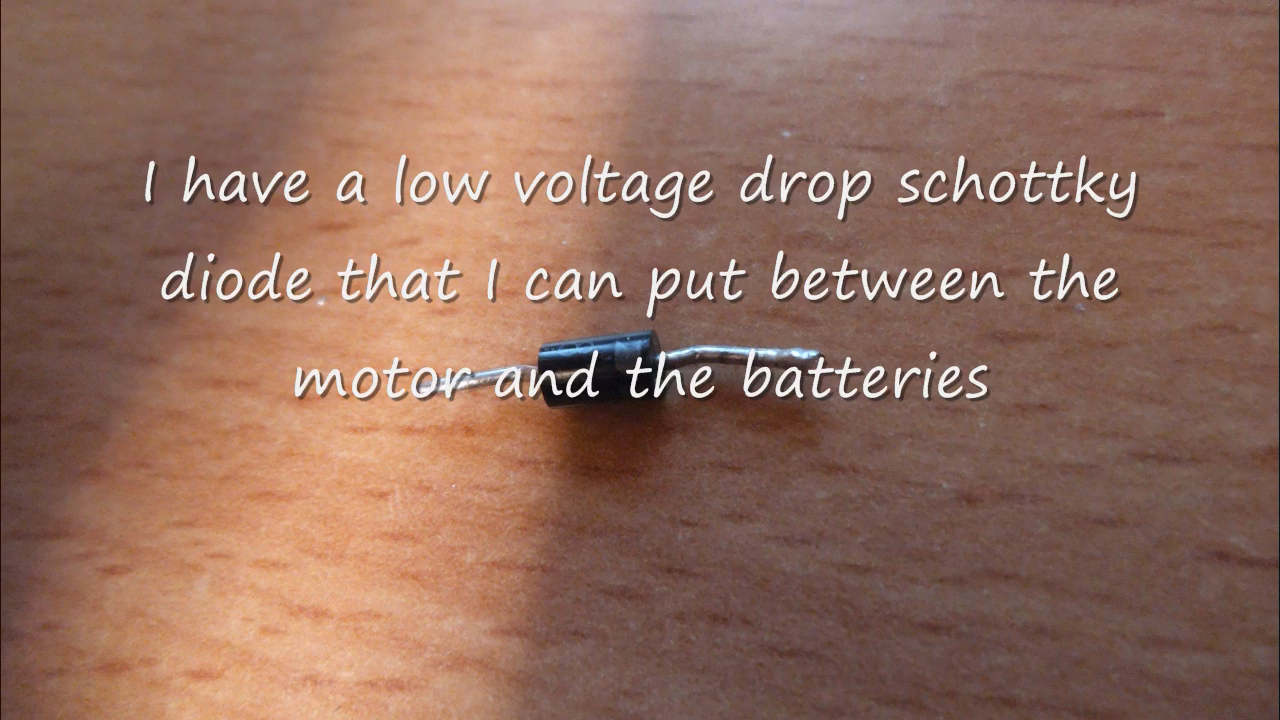 I have a low voltage drop schottky
diode that I can put between the
motor and the batteries